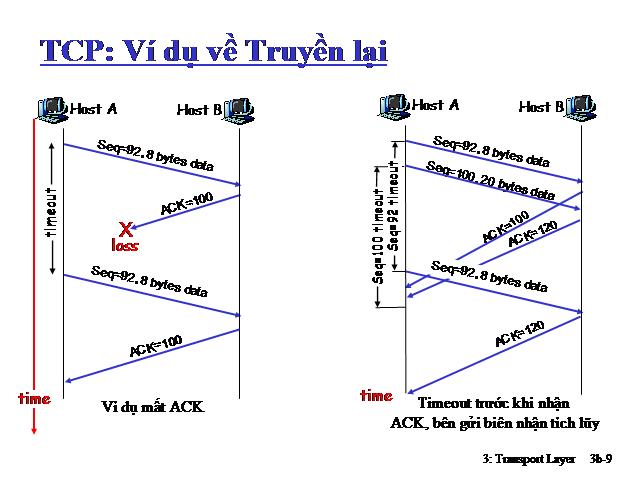 TCP: Ví dụ về Truyền lại
Host A
Host B
Seq=92, 8 bytes data
ACK=100
timeout
X
loss
Seq=92, 8 bytes data
ACK=100
time
Ví dụ mất ACK
Host A
Host B
Seq=92, 8 bytes data
Seq=100, 20 bytes data
ACK=100
ACK=120
Seq=100 timeout
Seq=92 timeout
Seq=92, 8 bytes data
ACK=120
time
Timeout trước khi nhận
ACK, bên gửi biên nhận tích lũy
3: Transport Layer 3b-9